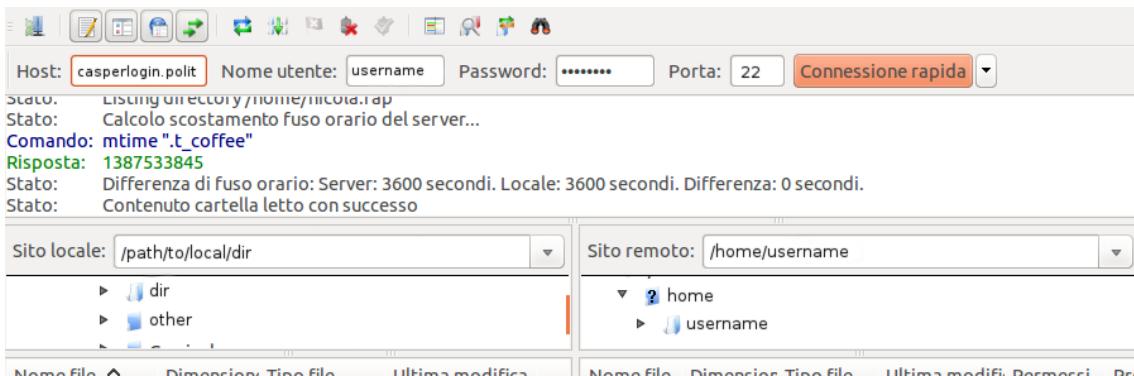 Host: casperlogin.polit Nome utente: username Password: •••••••• Porta: 22 Connessione rapida
Stato: Listing directory /home/nicola.rap
Stato: Calcolo scostamento fuso orario del server...
Comando: mtime ".t_coffee"
Risposta: 1387533845
Stato: Differenza di fuso orario: Server: 3600 secondi. Locale: 3600 secondi. Differenza: 0 secondi.
Stato: Contenuto cartella letto con successo
Sito locale: /path/to/local/dir
dir
other
Sito remoto: /home/username
? home
username
Nome file Dimension Tipo file Ultima modifica
Nome file Dimension Tipo file Ultima modifi Permessi Pr